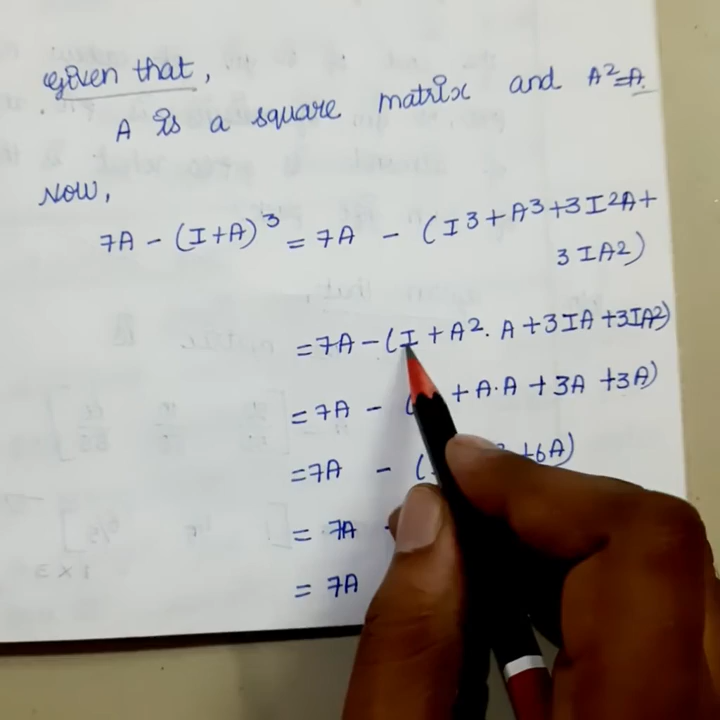 given that,
A is a square matrix and A²=A.
Now,
7A - (I+A)³ = 7A - (I³+A³+3I²A+
3IA²)
= 7A - (I + A². A + 3IA + 3IA²)
= 7A - ( + A·A + 3A + 3A)
= 7A - ( +6A)
= 7A
= 7A